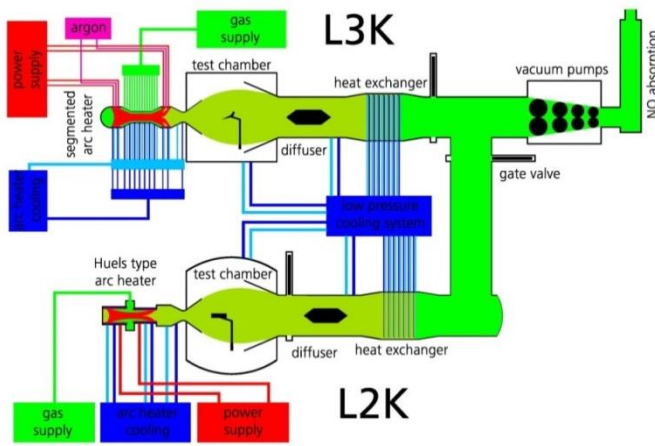 L3K
argon
gas
supply
power
supply
test chamber
heat exchanger
vacuum pumps
NO absorption
segmented
arc heater
diffuser
gate valve
arc heater
cooling
low pressure
cooling system
Huels type
arc heater
test chamber
diffuser
heat exchanger
L2K
gas
supply
arc heater
cooling
power
supply